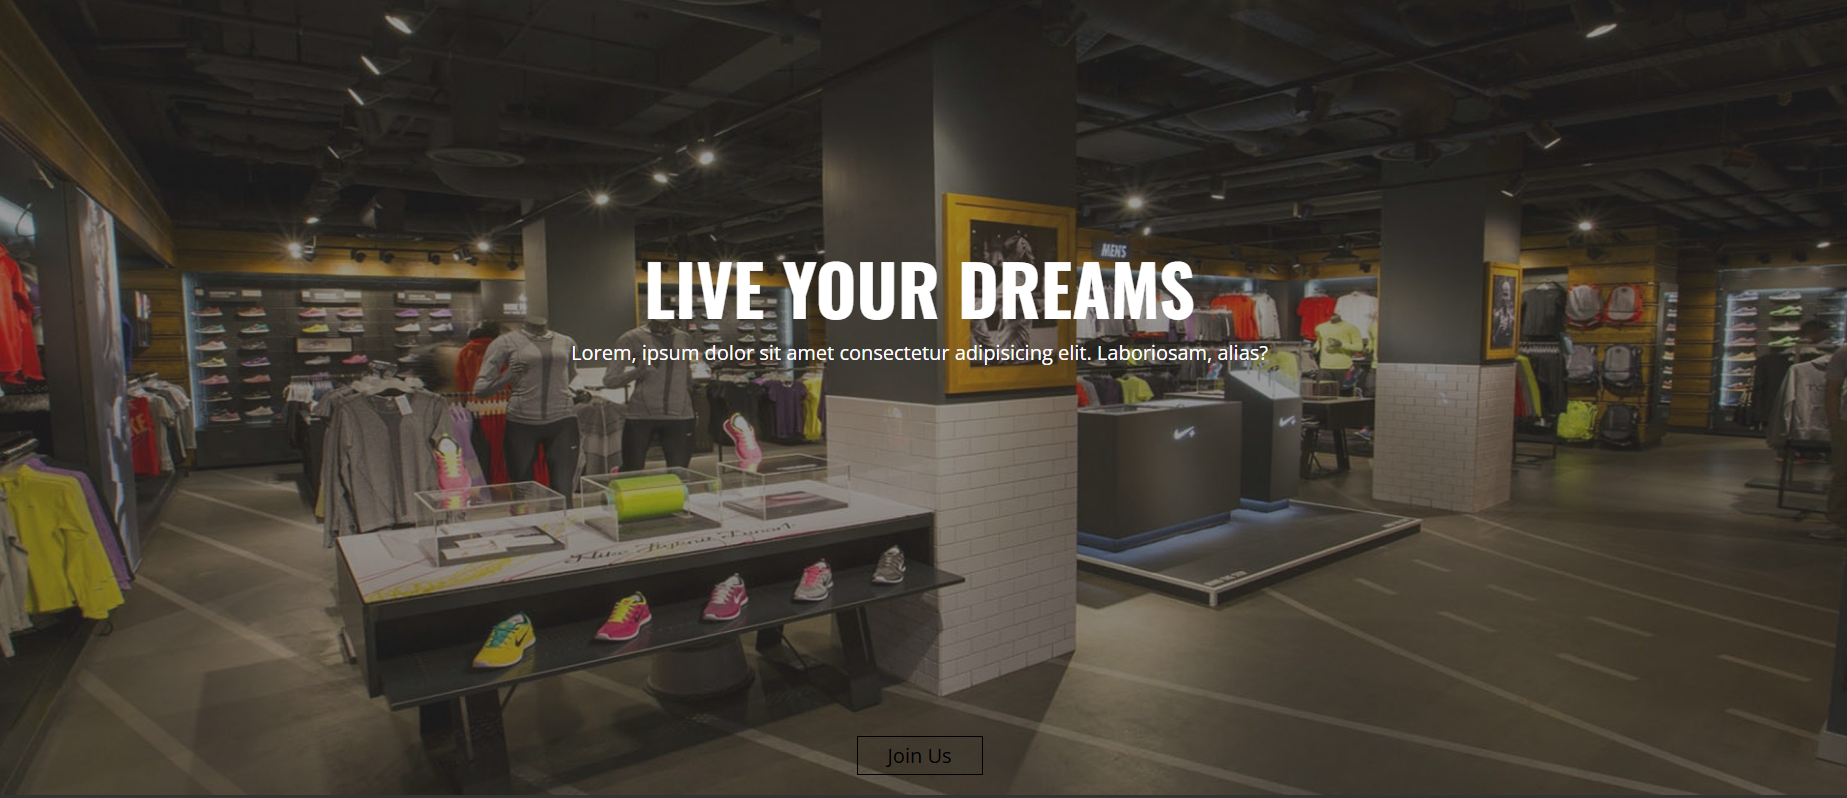 MENS
LIVE YOUR DREAMS
Lorem, ipsum dolor sit amet consectetur adipisicing elit. Laboriosam, alias?
Join Us